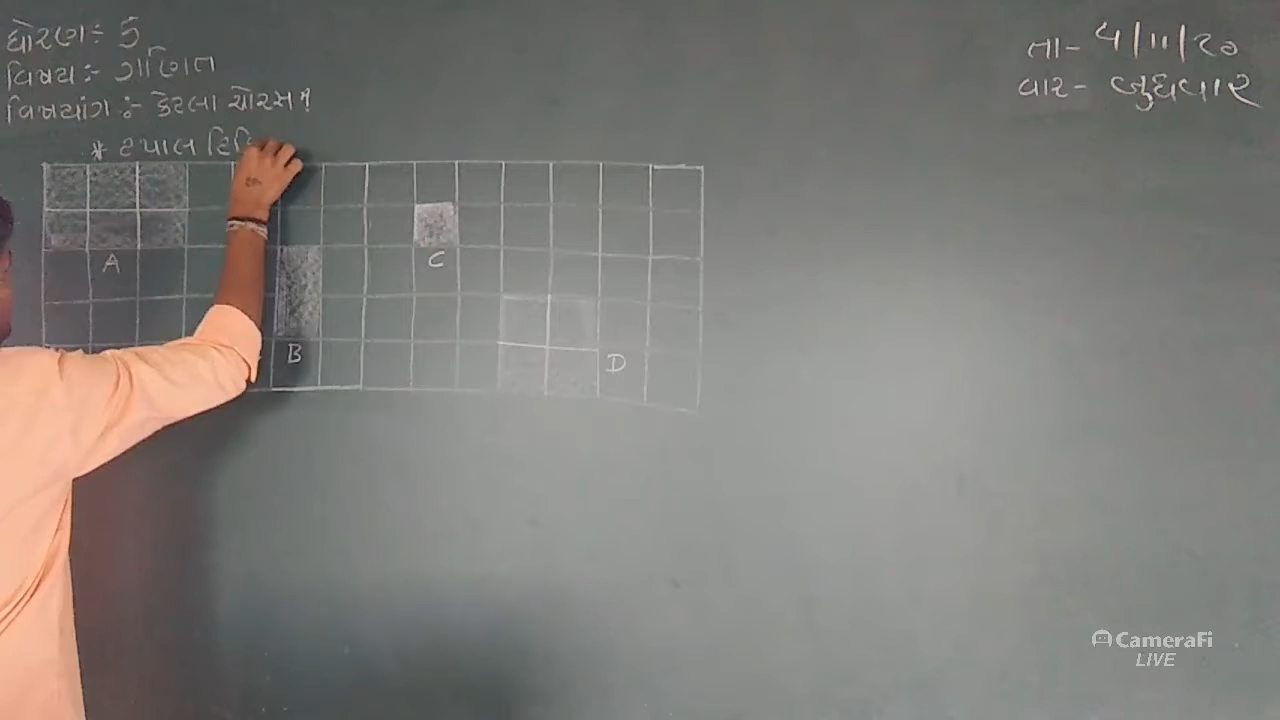 ધોરણ:- 5
વિષય:- ગણિત
વિષયાંગ:- કેટલા ચોરસ?
* ટપાલ ટિ
તા- ૫/૧૧/૨૦
વાર- બુધવાર
A
B
C
D
CameraFi
LIVE